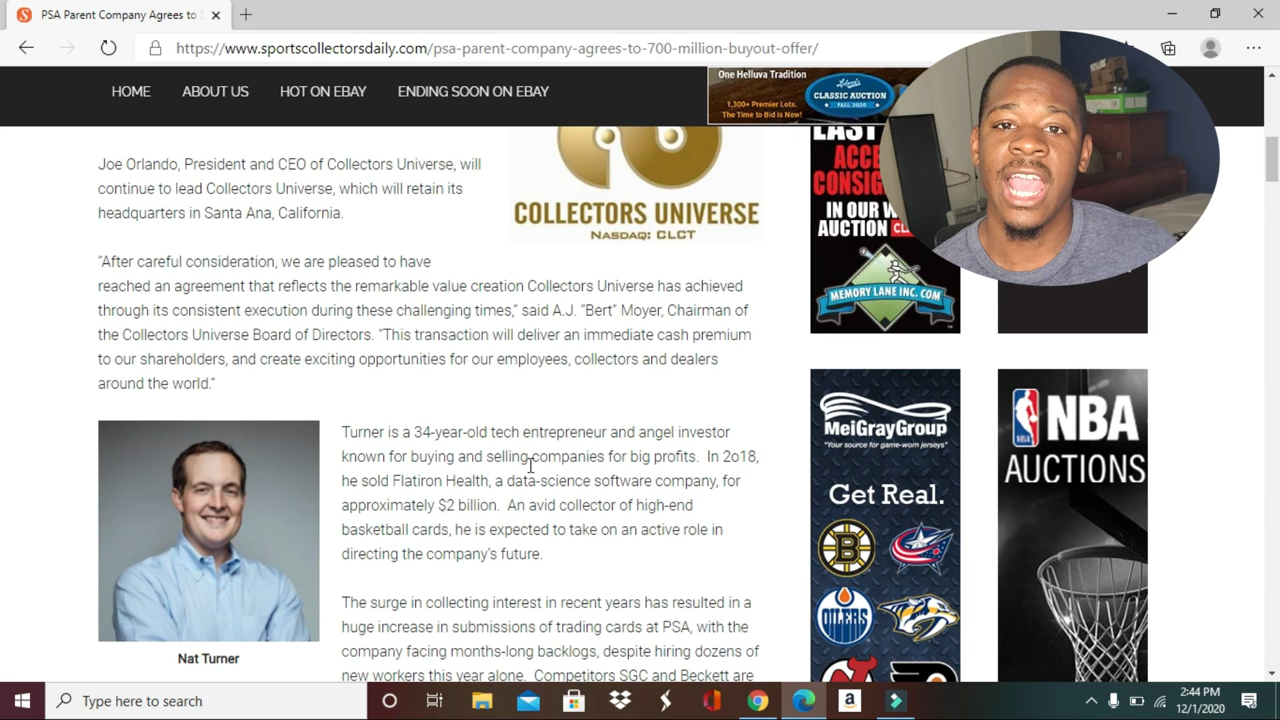 PSA Parent Company Agrees to
https://www.sportscollectorsdaily.com/psa-parent-company-agrees-to-700-million-buyout-offer/
HOME
ABOUT US
HOT ON EBAY
ENDING SOON ON EBAY
One Helluva Tradition
1,300+ Premier Lots.
The Time to Bid is Now!
CLASSIC AUCTION
FALL 2020
Joe Orlando, President and CEO of Collectors Universe, will
continue to lead Collectors Universe, which will retain its
headquarters in Santa Ana, California.
COLLECTORS UNIVERSE
NASDAQ: CLCT
“After careful consideration, we are pleased to have
reached an agreement that reflects the remarkable value creation Collectors Universe has achieved
through its consistent execution during these challenging times,” said A.J. “Bert” Moyer, Chairman of
the Collectors Universe Board of Directors. “This transaction will deliver an immediate cash premium
to our shareholders, and create exciting opportunities for our employees, collectors and dealers
around the world.”
Nat Turner
Turner is a 34-year-old tech entrepreneur and angel investor
known for buying and selling companies for big profits.  In 2o18,
he sold Flatiron Health, a data-science software company, for
approximately $2 billion.  An avid collector of high-end
basketball cards, he is expected to take on an active role in
directing the company’s future.
The surge in collecting interest in recent years has resulted in a
huge increase in submissions of trading cards at PSA, with the
company facing months-long backlogs, despite hiring dozens of
new workers this year alone.  Competitors SGC and Beckett are
LAST
ACCE
CONSIG
IN OUR W
AUCTION
MEMORY LANE INC.COM
MeiGrayGroup
"Your source for game-worn jerseys"
Get Real.
NBA
AUCTIONS
Type here to search
2:44 PM
12/1/2020